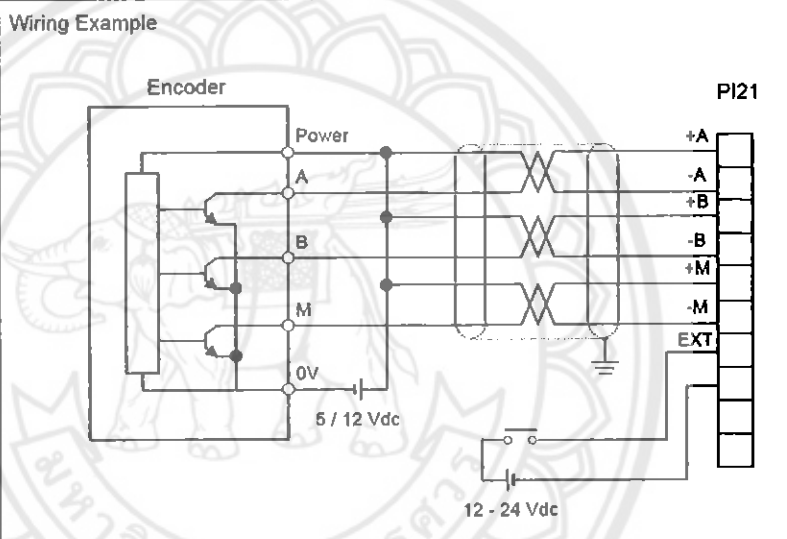 Wiring Example
Encoder
PI21
Power
+A
A
-A
+B
B
-B
+M
M
-M
EXT
0V
5 / 12 Vdc
12 - 24 Vdc